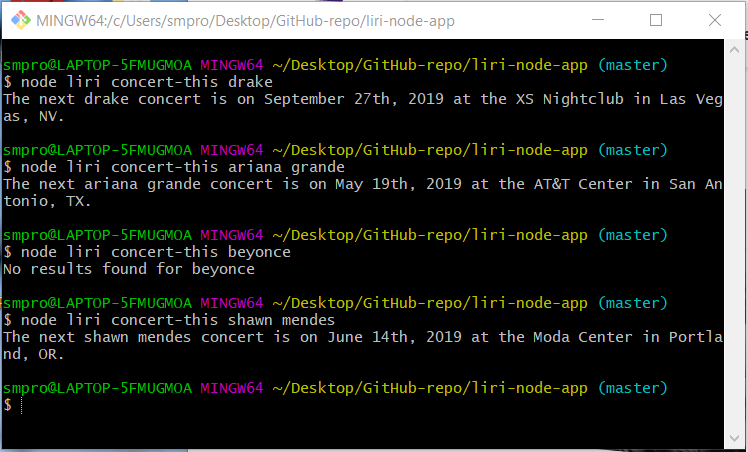 MINGW64:/c/Users/smpro/Desktop/GitHub-repo/liri-node-app
smpro@LAPTOP-5FMUGMOA MINGW64 ~/Desktop/GitHub-repo/liri-node-app (master)
$ node liri concert-this drake
The next drake concert is on September 27th, 2019 at the XS Nightclub in Las Veg
as, NV.
smpro@LAPTOP-5FMUGMOA MINGW64 ~/Desktop/GitHub-repo/liri-node-app (master)
$ node liri concert-this ariana grande
The next ariana grande concert is on May 19th, 2019 at the AT&T Center in San An
tonio, TX.
smpro@LAPTOP-5FMUGMOA MINGW64 ~/Desktop/GitHub-repo/liri-node-app (master)
$ node liri concert-this beyonce
No results found for beyonce
smpro@LAPTOP-5FMUGMOA MINGW64 ~/Desktop/GitHub-repo/liri-node-app (master)
$ node liri concert-this shawn mendes
The next shawn mendes concert is on June 14th, 2019 at the Moda Center in Portla
nd, OR.
smpro@LAPTOP-5FMUGMOA MINGW64 ~/Desktop/GitHub-repo/liri-node-app (master)
$